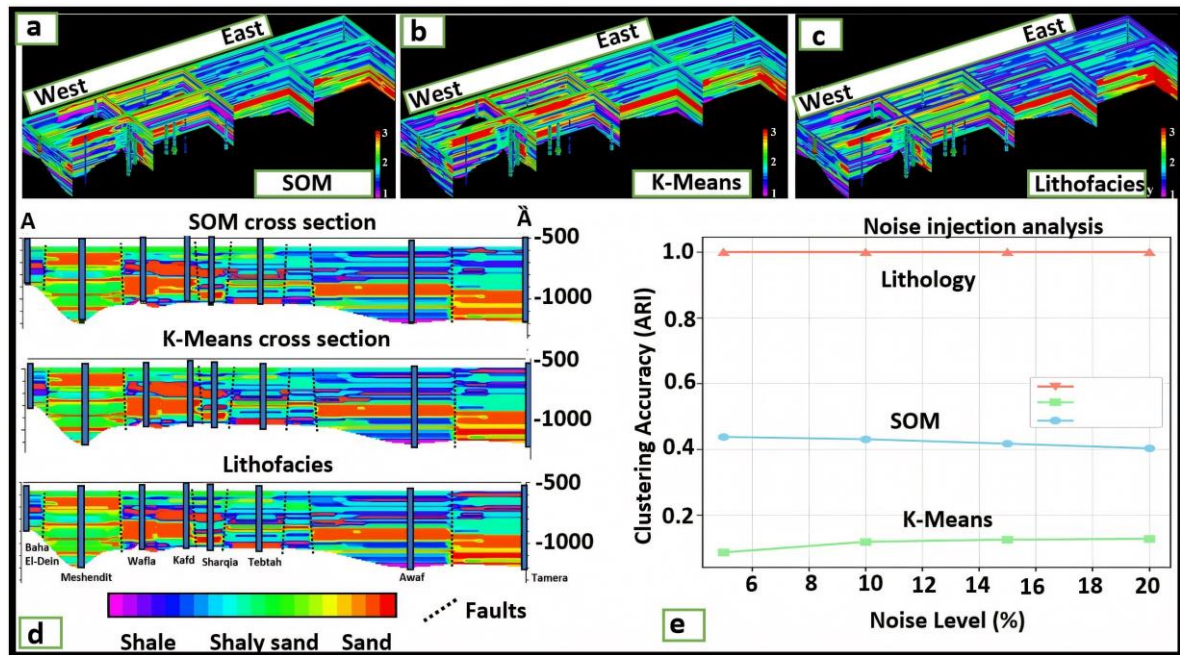 a
West
East
SOM
3
2
1
b
West
East
K-Means
3
2
1
c
West
East
Lithofacies
y
3
2
1
A
SOM cross section
Ȁ
-500
-1000
K-Means cross section
-500
-1000
Lithofacies
-500
-1000
Baha
El-Dein
Meshendit
Wafla
Kafd
Sharqia
Tebtah
Awaf
Tamera
Faults
Shale
Shaly sand
Sand
d
Noise injection analysis
Clustering Accuracy (ARI)
1.0
0.8
0.6
0.4
0.2
Lithology
SOM
K-Means
6
8
10
12
14
16
18
20
Noise Level (%)
e